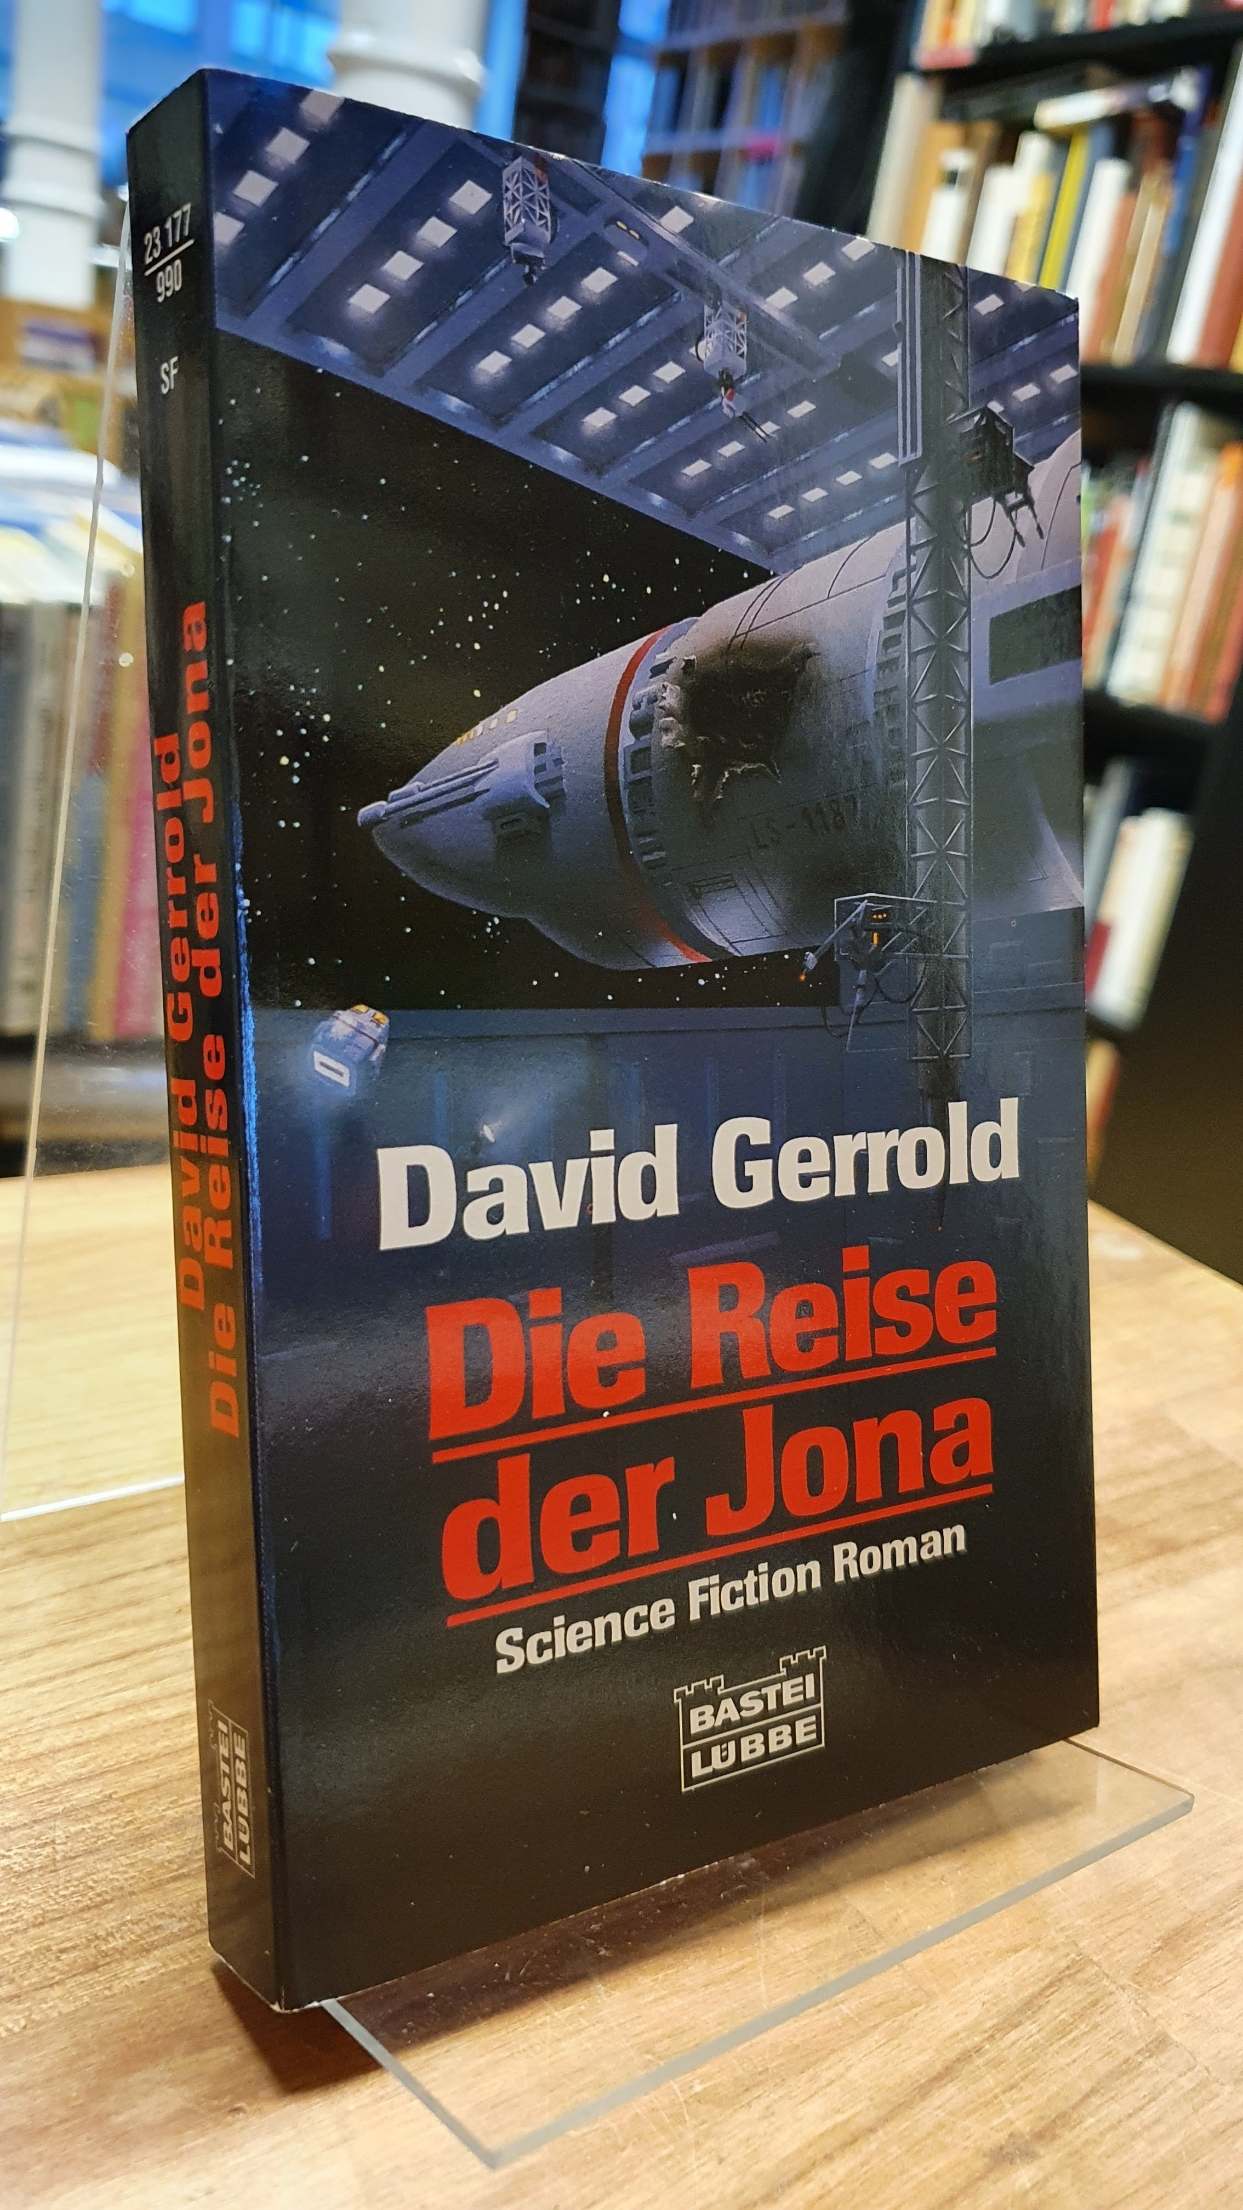 23 177
990
SF
David Gerrold
Die Reise der Jona
BASTEI
LÜBBE
LS-1187
David Gerrold
Die Reise
der Jona
Science Fiction Roman
BASTEI
LÜBBE